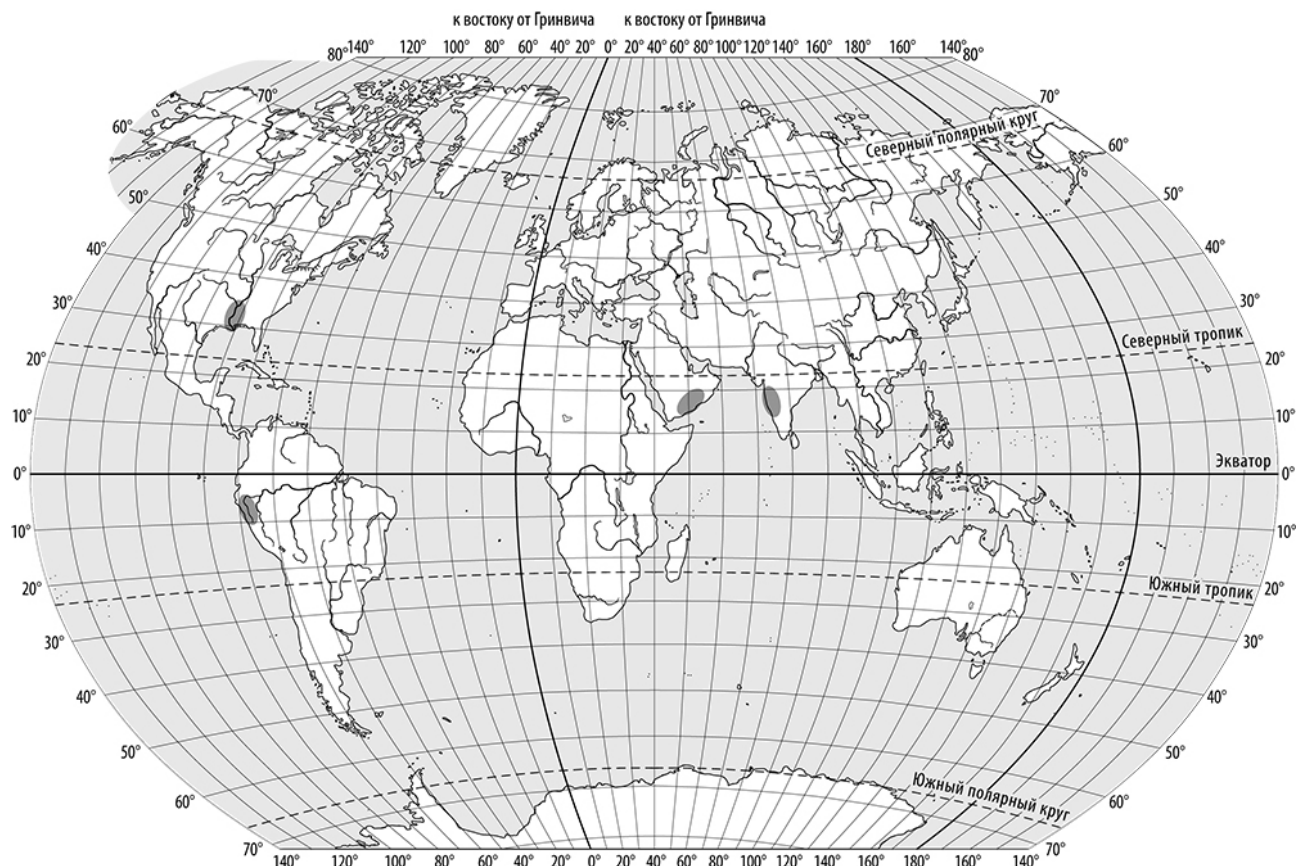 к востоку от Гринвича к востоку от Гринвича
80° 140° 120° 100° 80° 60° 40° 20° 0° 20° 40° 60° 80° 100° 120° 140° 160° 180° 160° 140° 80°
70° 70°
60° Северный полярный круг 60°
50° 50°
40° 40°
30° 30°
Северный тропик
20° 20°
10° 10°
Экватор
0° 0°
10° 10°
20° Южный тропик 20°
30° 30°
40° 40°
50° 50°
60° Южный полярный круг 60°
70° 70°
140° 120° 100° 80° 60° 40° 20° 0° 20° 40° 60° 80° 100° 120° 140° 160° 180° 160° 140°